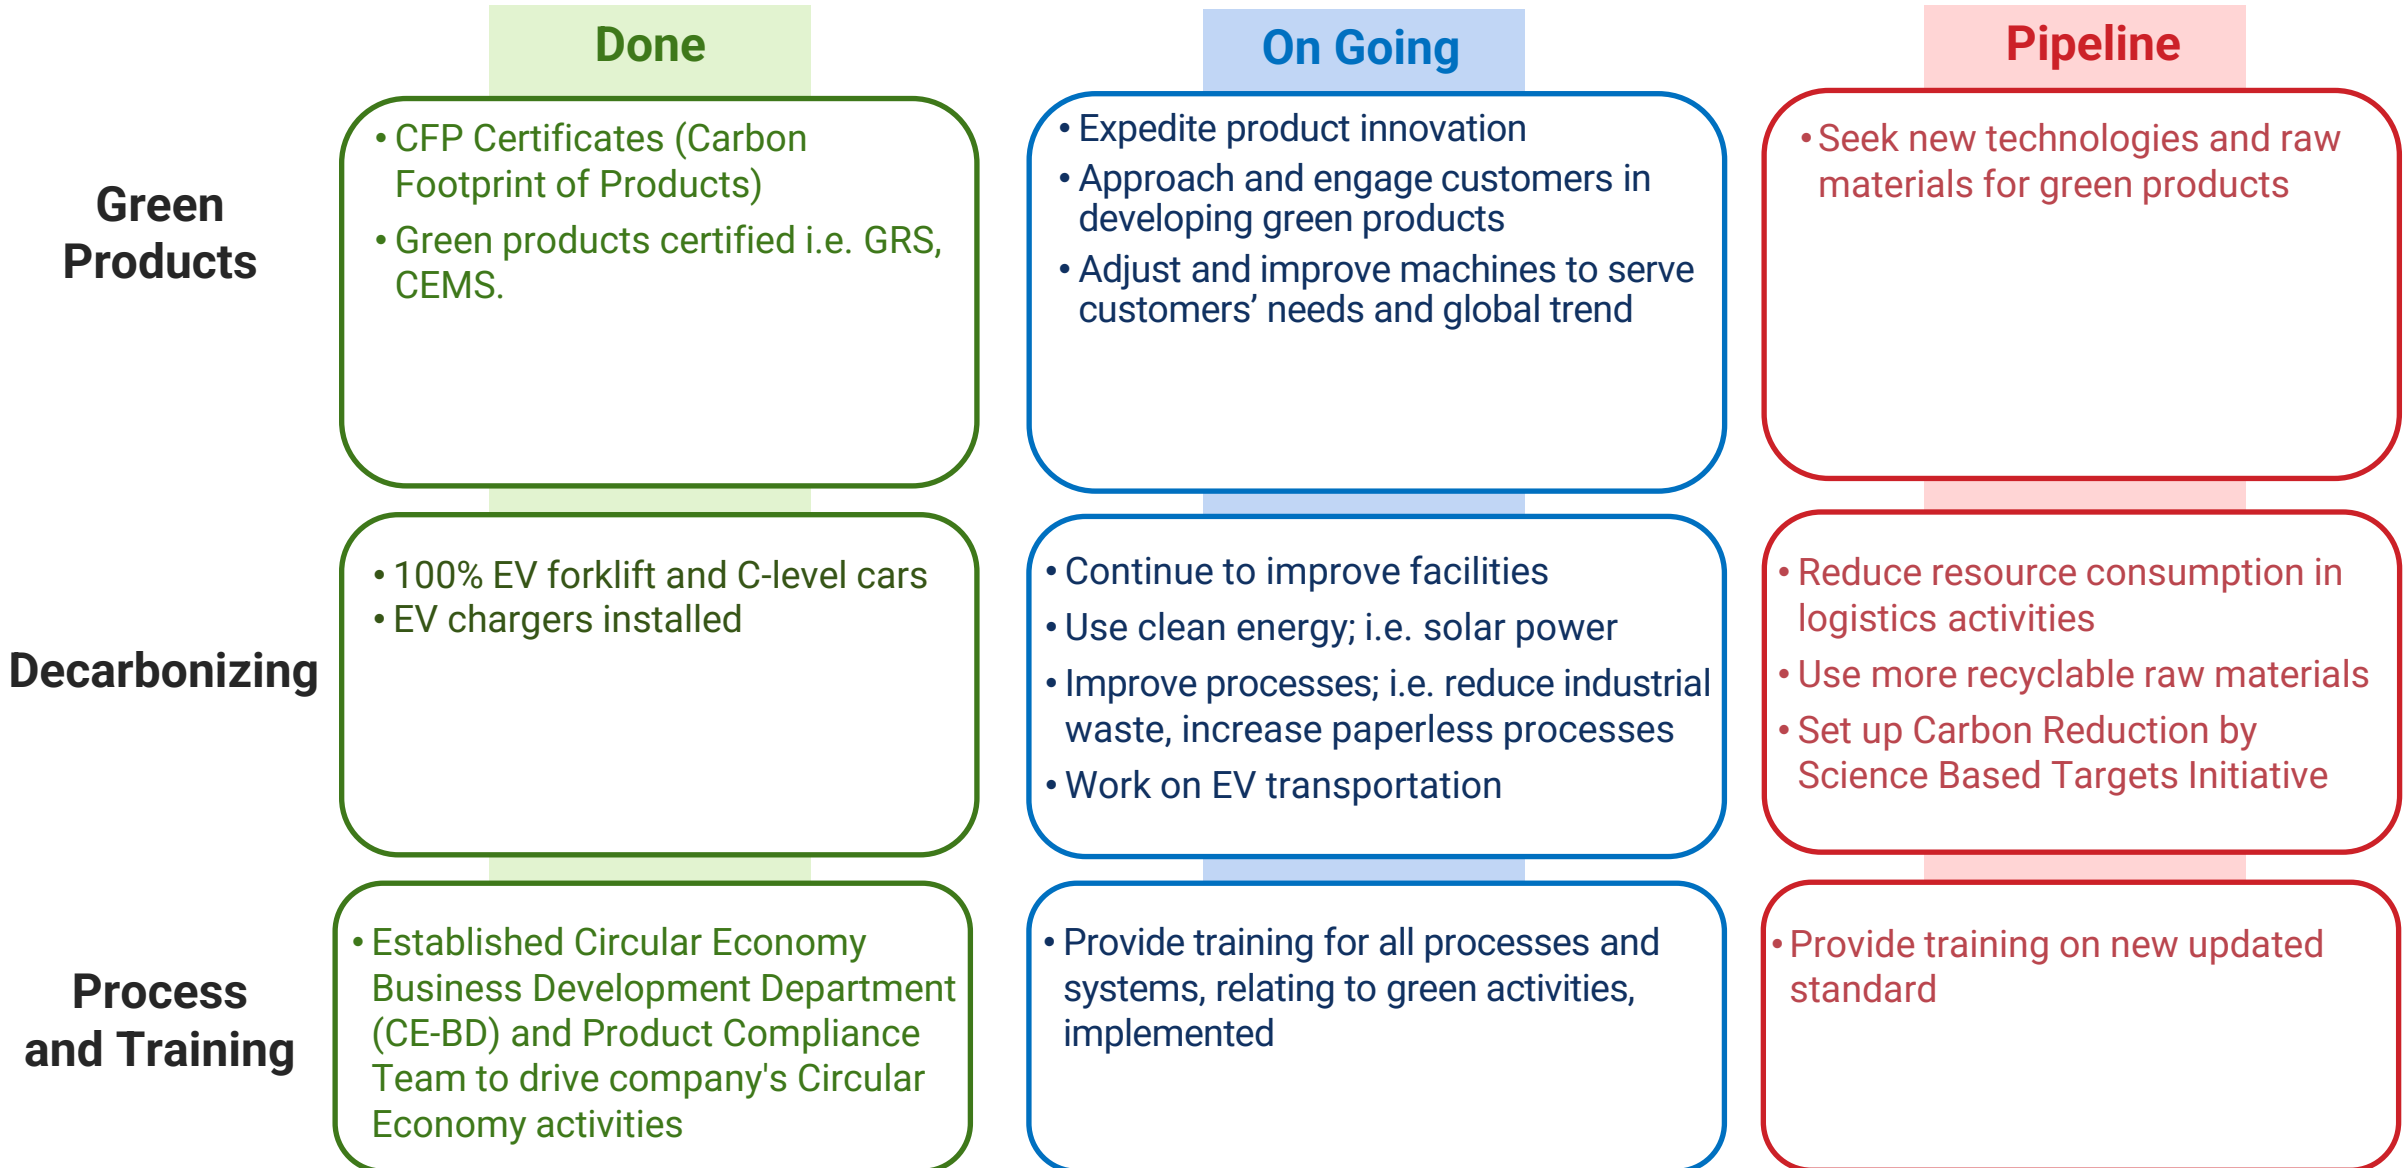 Done
On Going
Pipeline
Green
Products
• CFP Certificates (Carbon
Footprint of Products)
• Green products certified i.e. GRS,
CEMS.
• Expedite product innovation
• Approach and engage customers in
developing green products
• Adjust and improve machines to serve
customers’ needs and global trend
• Seek new technologies and raw
materials for green products
Decarbonizing
• 100% EV forklift and C-level cars
• EV chargers installed
• Continue to improve facilities
• Use clean energy; i.e. solar power
• Improve processes; i.e. reduce industrial
waste, increase paperless processes
• Work on EV transportation
• Reduce resource consumption in
logistics activities
• Use more recyclable raw materials
• Set up Carbon Reduction by
Science Based Targets Initiative
Process
and Training
• Established Circular Economy
Business Development Department
(CE-BD) and Product Compliance
Team to drive company's Circular
Economy activities
• Provide training for all processes and
systems, relating to green activities,
implemented
• Provide training on new updated
standard